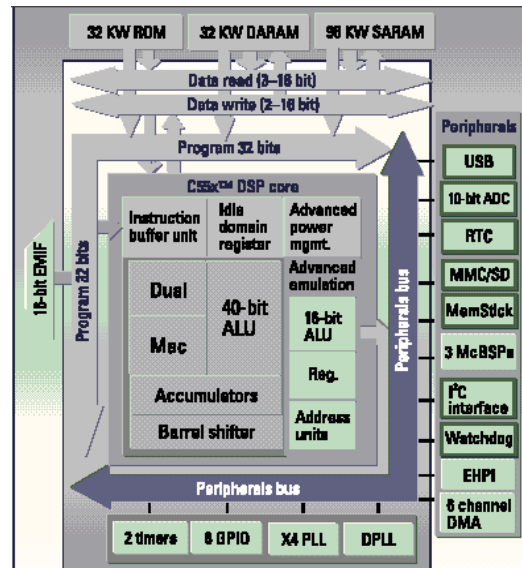 32 KW ROM
32 KW DARAM
96 KW SARAM
Data read (3–16 bit)
Data write (2–16 bit)
Program 32 bits
C55x™ DSP core
Instruction
buffer unit
Idle
domain
register
Advanced
power
mgmt.
Advanced
emulation
Dual
Mac
40-bit
ALU
16-bit
ALU
Reg.
Accumulators
Barrel shifter
Address
units
16-bit EMIF
Program 32 bits
Peripherals bus
Peripherals bus
Peripherals
USB
10-bit ADC
RTC
MMC/SD
MemStick
3 McBSPs
I²C
interface
Watchdog
EHPI
6 channel
DMA
2 timers
8 GPIO
X4 PLL
DPLL